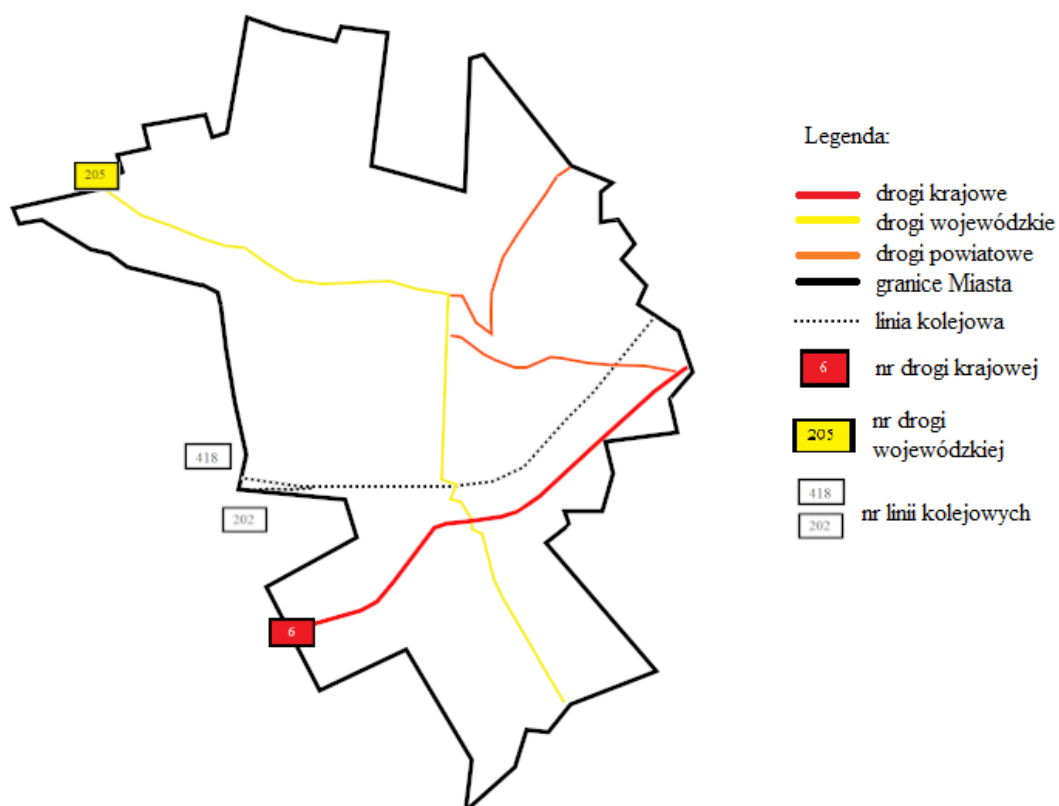 205
418
202
6
Legenda:
drogi krajowe
drogi wojewódzkie
drogi powiatowe
granice Miasta
linia kolejowa
6
nr drogi krajowej
205
nr drogi
wojewódzkiej
418
202
nr linii kolejowych